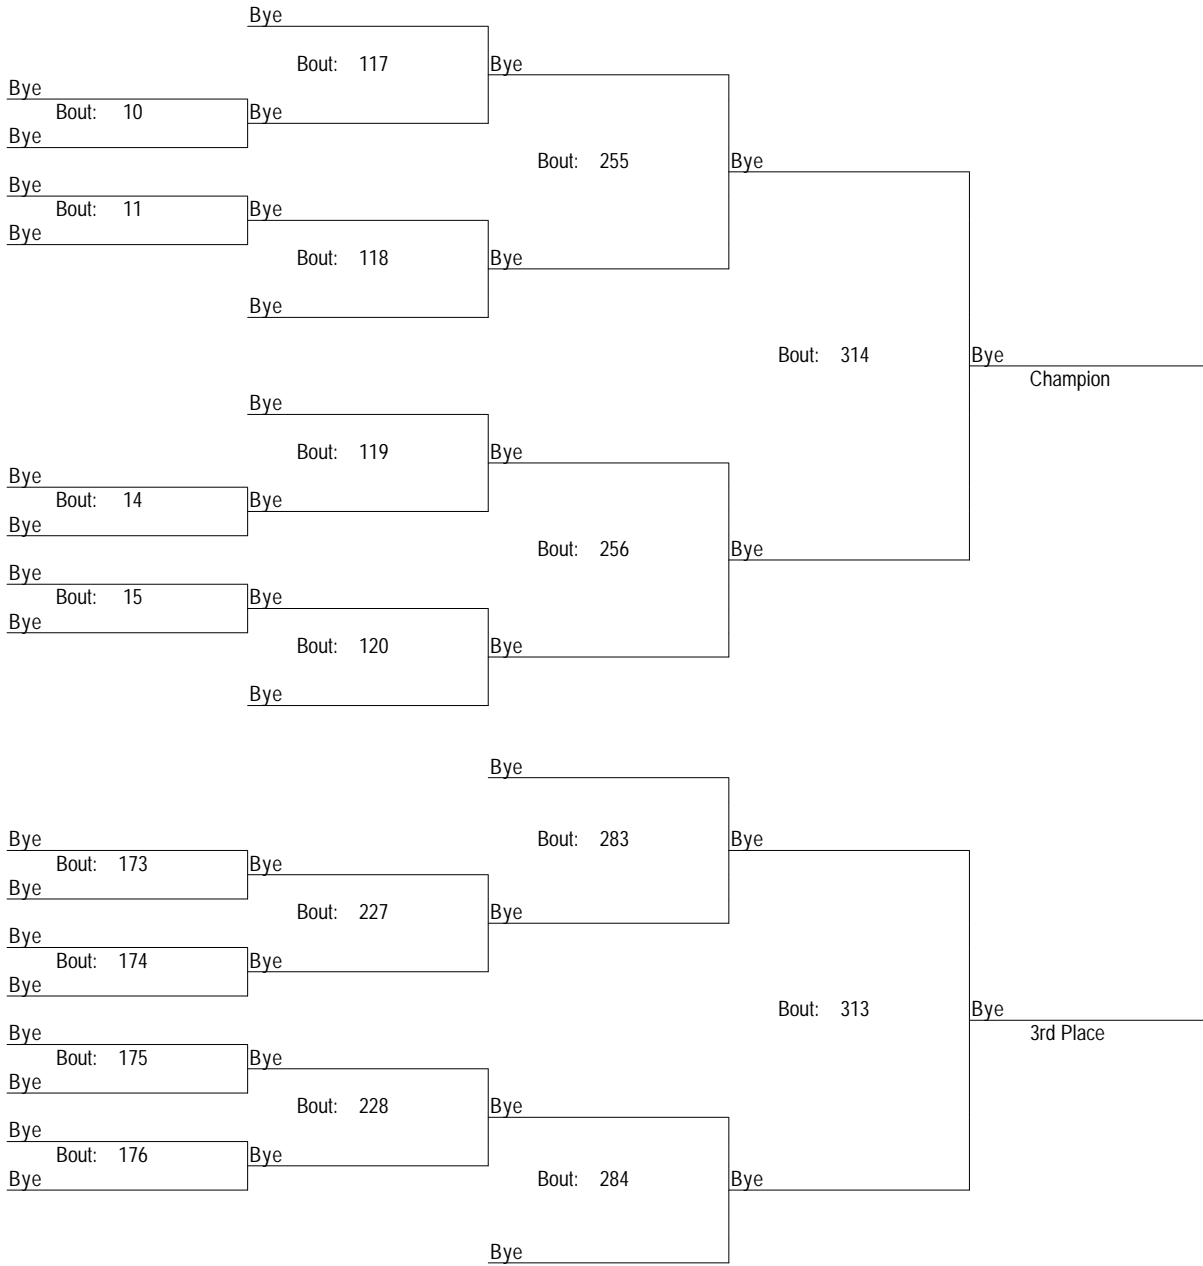 Bye
Bout: 117
Bye
Bye
Bout: 10
Bye
Bye
Bye
Bout: 255
Bye
Bye
Bout: 11
Bye
Bye
Bout: 118
Bye
Bye
Bout: 314
Bye
Champion
Bye
Bout: 119
Bye
Bye
Bout: 14
Bye
Bye
Bout: 256
Bye
Bye
Bout: 15
Bye
Bye
Bout: 120
Bye
Bye
Bye
Bye
Bout: 283
Bye
Bout: 173
Bye
Bye
Bye
Bout: 227
Bye
Bye
Bout: 174
Bye
Bye
Bout: 313
Bye
3rd Place
Bye
Bout: 175
Bye
Bye
Bout: 228
Bye
Bye
Bout: 176
Bye
Bye
Bout: 284
Bye
Bye